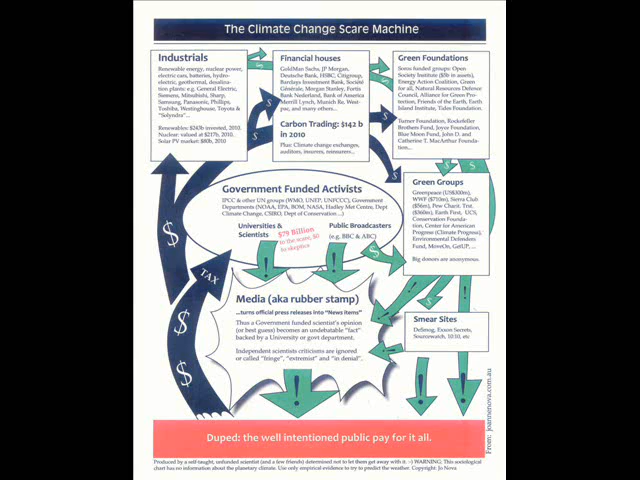 The Climate Change Scare Machine
Industrials
Renewable energy, nuclear power,
electric cars, batteries, hydro-
electric, geothermal, desalina-
tion plants: e.g. General Electric,
Siemens, Mitsubishi, Sharp,
Samsung, Panasonic, Phillips,
Toshiba, Westinghouse, Toyota &
"Solyndra"...
Renewables: $243b invested, 2010.
Nuclear: valued at $217b, 2010.
Solar PV market: $80b, 2010
Financial houses
GoldMan Sachs, JP Morgan,
Deutsche Bank, HSBC, Citigroup,
Barclays Investment Bank, Société
Générale, Morgan Stanley, Fortis
Bank Nederland, Bank of America
Merrill Lynch, Munich Re. West-
pac, and many others...
Carbon Trading: $142 b
in 2010
Plus: Climate change exchanges,
auditors, insurers, reinsurers...
Green Foundations
Soros funded groups: Open
Society Institute ($5b in assets),
Energy Action Coalition, Green
for all, Natural Resources Defence
Council, Alliance for Green Pro-
tection, Friends of the Earth, Earth
Island Institute, Tides Foundation.
Turner Foundation, Rockefeller
Brothers Fund, Joyce Foundation,
Blue Moon Fund, John D. and
Catherine T. MacArthur Founda-
tion...
Government Funded Activists
IPCC & other UN groups (WMO, UNEP, UNFCCC), Government
Departments (NOAA, EPA, BOM, NASA, Hadley Met Centre, Dept
Climate Change, CSIRO, Dept of Conservation ...)
Universities &
Scientists
$79 Billion
to the scare, $0
to skeptics
Public Broadcasters
(e.g. BBC & ABC)
Green Groups
Greenpeace (US$300m),
WWF ($710m), Sierra Club
($56m), Pew Charit. Trst.
($360m), Earth First, UCS,
Conservation Founda-
tion, Center for American
Progress (Climate Progress),
Environmental Defenders
Fund, MoveOn, GetUP, ...
Big donors are anonymous.
$
$
$
$
$
$
TAX
$
$
!
!
!
Media (aka rubber stamp)
...turns official press releases into "News items"
Thus a Government funded scientist's opinion
(or best guess) becomes an undebatable "fact"
backed by a University or govt department.
Independent scientists criticisms are ignored
or called "fringe", "extremist" and "in denial".
Smear Sites
DeSmog, Exxon Secrets,
Sourcewatch, 10:10, etc
!
!
!
!
From: joannenova.com.au
Duped: the well intentioned public pay for it all.
Produced by a self-taught, unfunded scientist (and a few friends) determined not to let them get away with it. :-) WARNING. This sociological
chart has no information about the planetary climate. Use only empirical evidence to try to predict the weather. Copyright: Jo Nova